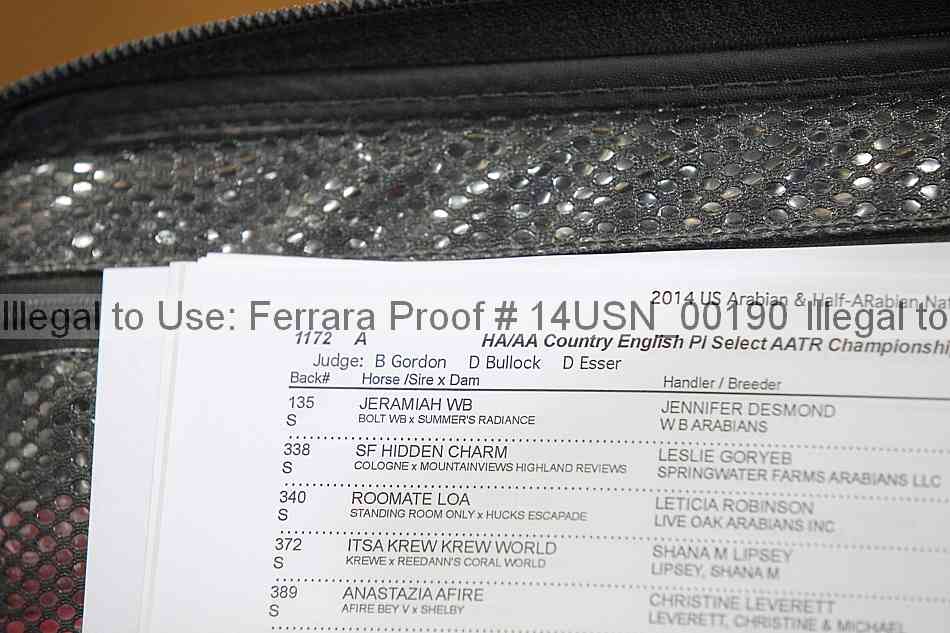 2014 US Arabian & Half-ARabian Nat
Illegal to Use: Ferrara Proof # 14USN_00190 Illegal to
1172 A HA/AA Country English Pl Select AATR Championshi
Judge: B Gordon D Bullock D Esser
Back# Horse /Sire x Dam Handler / Breeder
135 JERAMIAH WB JENNIFER DESMOND
S BOLT WB x SUMMER'S RADIANCE W B ARABIANS
338 SF HIDDEN CHARM LESLIE GORYEB
S COLOGNE x MOUNTAINVIEWS HIGHLAND REVIEWS SPRINGWATER FARMS ARABIANS LLC
340 ROOMATE LOA LETICIA ROBINSON
S STANDING ROOM ONLY x HUCKS ESCAPADE LIVE OAK ARABIANS INC
372 ITSA KREW KREW WORLD SHANA M LIPSEY
S KREWE x REEDANN'S CORAL WORLD LIPSEY, SHANA M
389 ANASTAZIA AFIRE CHRISTINE LEVERETT
S AFIRE BEY V x SHELBY LEVERETT, CHRISTINE & MICHAEL